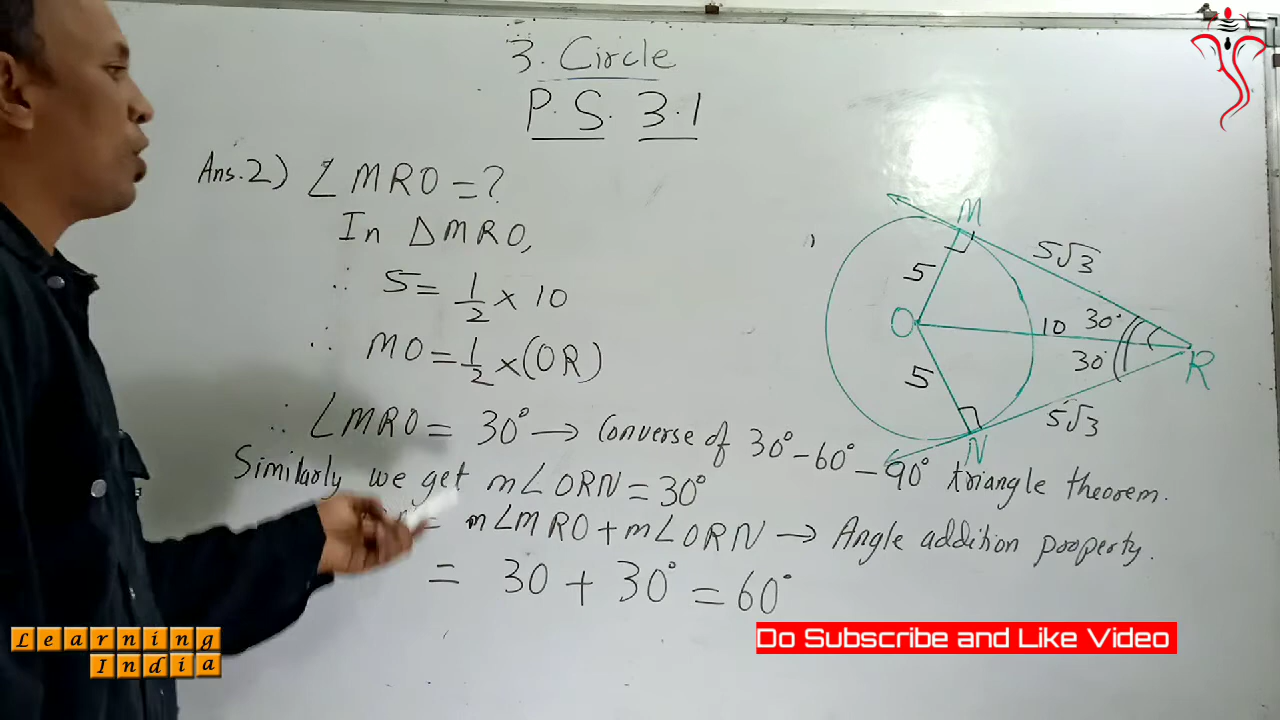 3. Circle
P.S. 3.1
Ans.2) ∠MRO = ?
In ΔMRO,
∴ 5 = 1/2 × 10
∴ MO = 1/2 × (OR)
∴ ∠MRO = 30° → Converse of 30° – 60° – 90° triangle theorem.
Similarly we get m∠ORN = 30°
= m∠MRO + m∠ORN → Angle addition poperty.
= 30 + 30° = 60°
M
5√3
5
O
10
30°
R
30°
5
5√3
N
Learning
India
Do Subscribe and Like Video